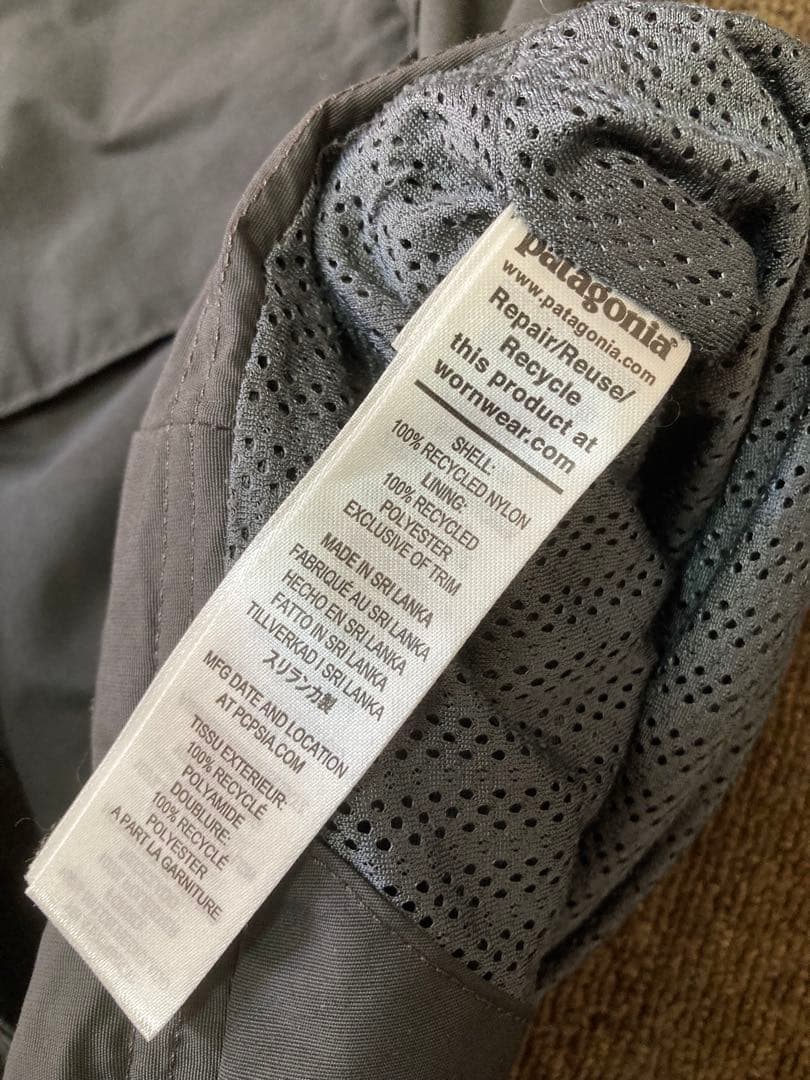 patagonia®
www.patagonia.com
Repair/Reuse/
Recycle
this product at
wornwear.com
SHELL:
100% RECYCLED NYLON
LINING:
100% RECYCLED
POLYESTER
EXCLUSIVE OF TRIM
MADE IN SRI LANKA
FABRIQUÉ AU SRI LANKA
HECHO EN SRI LANKA
FATTO IN SRI LANKA
TILLVERKAD I SRI LANKA
スリランカ製
MFG DATE AND LOCATION
AT PCPSIA.COM
TISSU EXTERIEUR:
100% RECYCLÉ
POLYAMIDE
DOUBLURE:
100% RECYCLÉ
POLYESTER
A PART LA GARNITURE